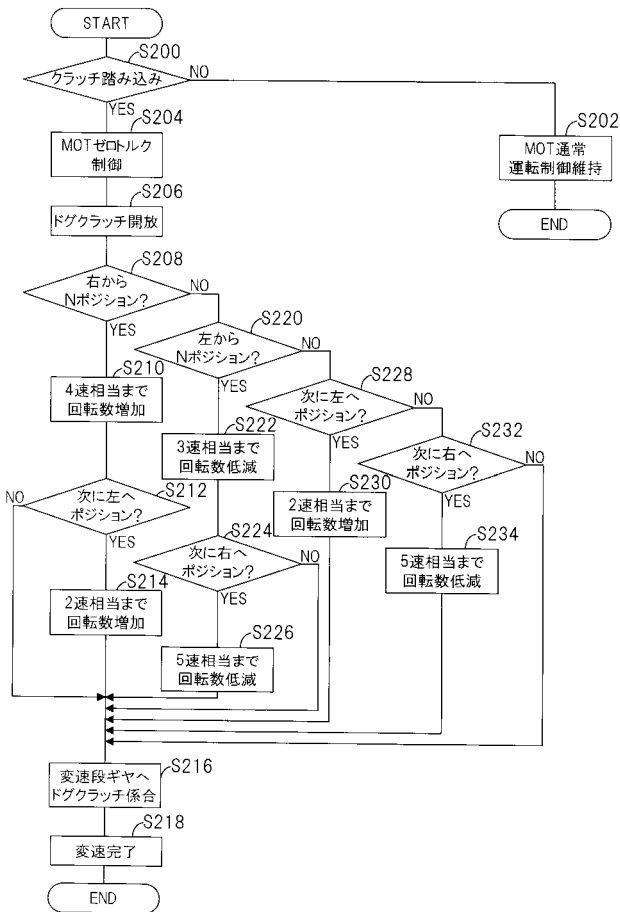 START
S200
クラッチ踏み込み
NO
YES
S202
MOT通常
運転制御維持
END
S204
MOTゼロトルク
制御
S206
ドグクラッチ開放
S208
右から
Nポジション?
NO
YES
S220
左から
Nポジション?
NO
YES
S210
4速相当まで
回転数増加
S228
次に左へ
ポジション?
NO
YES
S222
3速相当まで
回転数低減
S232
次に右へ
ポジション?
NO
YES
S212
次に左へ
ポジション?
NO
YES
S230
2速相当まで
回転数増加
S224
次に右へ
ポジション?
NO
YES
S234
5速相当まで
回転数低減
S214
2速相当まで
回転数増加
S226
5速相当まで
回転数低減
S216
変速段ギヤへ
ドグクラッチ係合
S218
変速完了
END